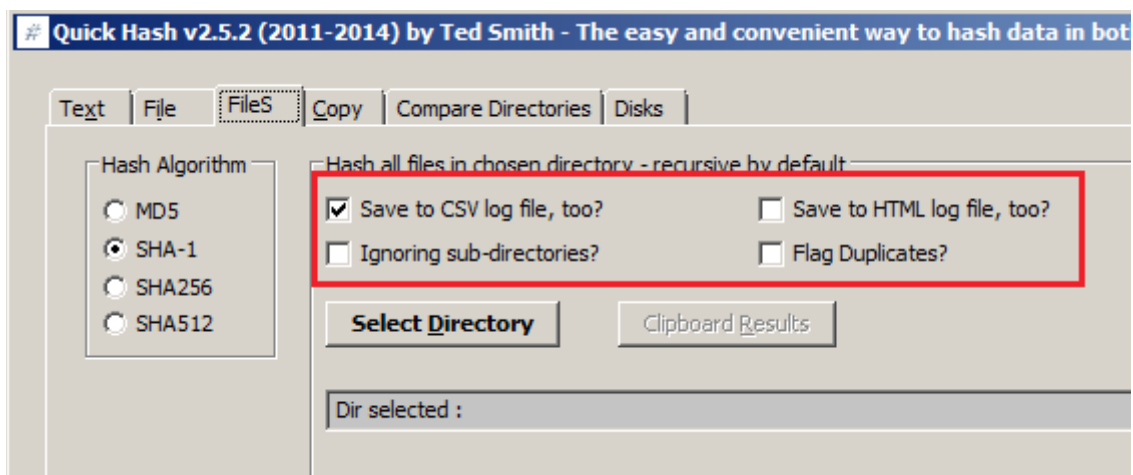 # Quick Hash v2.5.2 (2011-2014) by Ted Smith - The easy and convenient way to hash data in bot
Text File FileS Copy Compare Directories Disks
Hash Algorithm
MD5
SHA-1
SHA256
SHA512
Hash all files in chosen directory - recursive by default
Save to CSV log file, too? Save to HTML log file, too?
Ignoring sub-directories? Flag Duplicates?
Select Directory Clipboard Results
Dir selected :